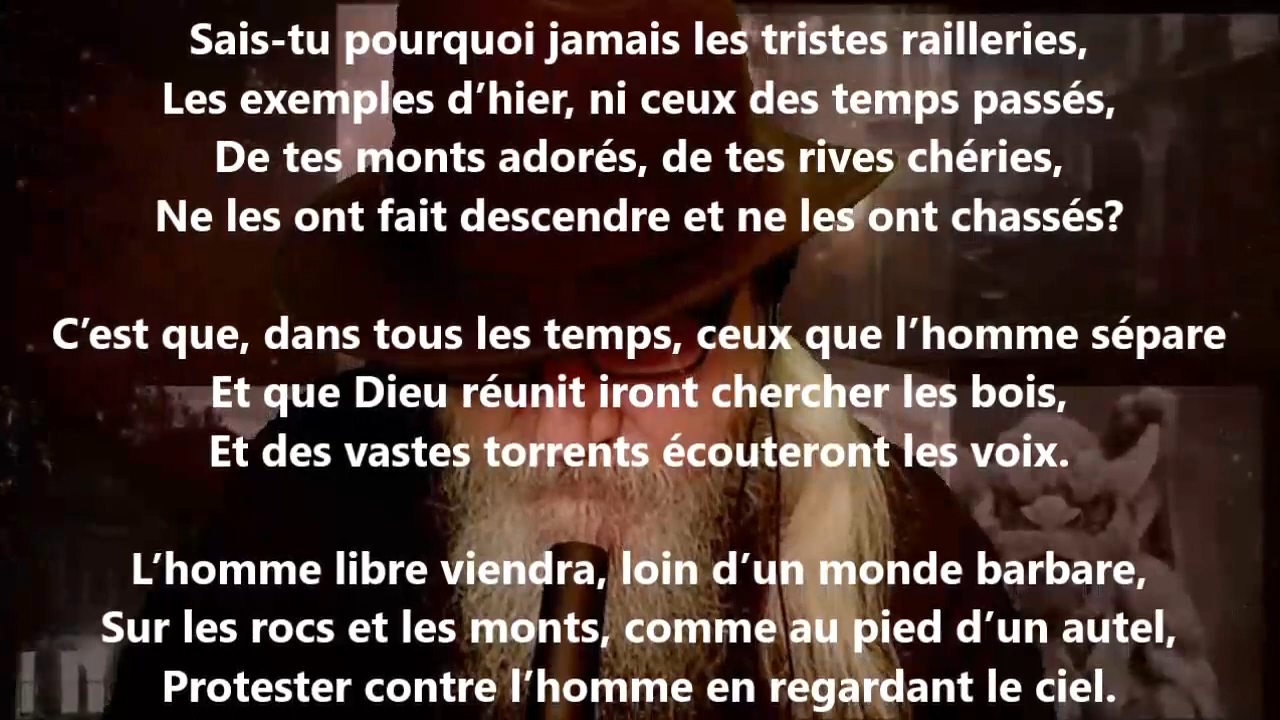 Sais-tu pourquoi jamais les tristes railleries,
Les exemples d’hier, ni ceux des temps passés,
De tes monts adorés, de tes rives chéries,
Ne les ont fait descendre et ne les ont chassés?
C’est que, dans tous les temps, ceux que l’homme sépare
Et que Dieu réunit iront chercher les bois,
Et des vastes torrents écouteront les voix.
L’homme libre viendra, loin d’un monde barbare,
Sur les rocs et les monts, comme au pied d’un autel,
Protester contre l’homme en regardant le ciel.